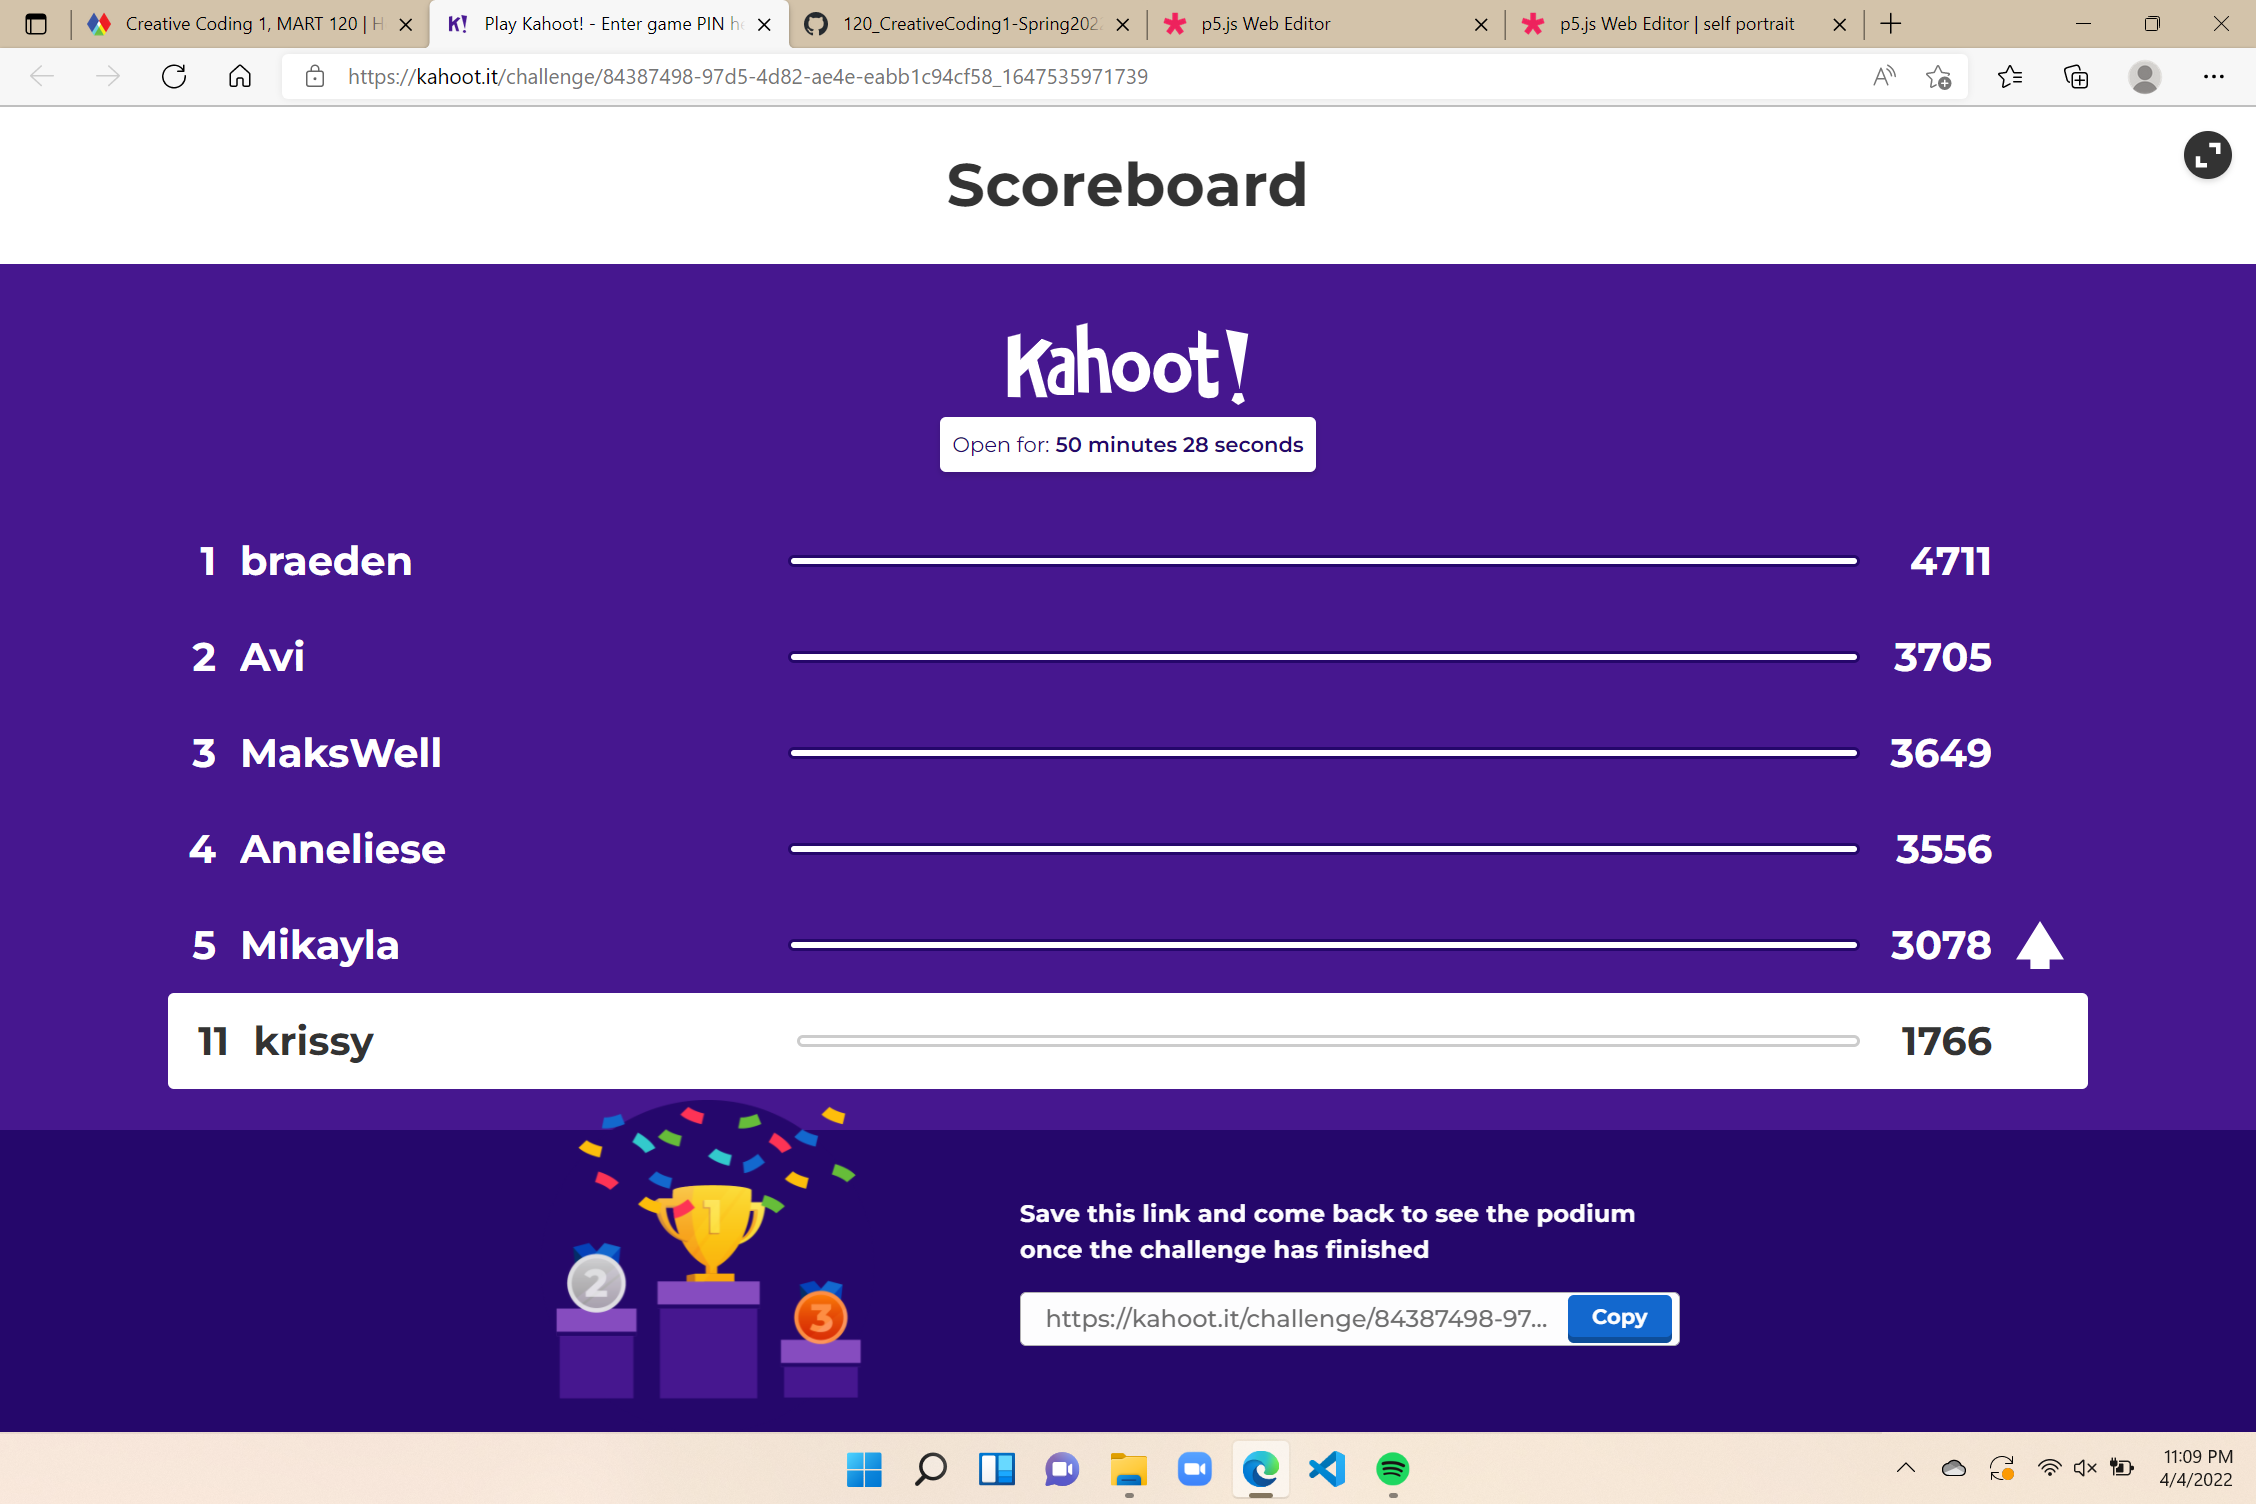 Creative Coding 1, MART 120 | H
K! Play Kahoot! - Enter game PIN he
120_CreativeCoding1-Spring202
p5.js Web Editor
p5.js Web Editor | self portrait
https://kahoot.it/challenge/84387498-97d5-4d82-ae4e-eabb1c94cf58_1647535971739
Scoreboard
Kahoot!
Open for: 50 minutes 28 seconds
1 braeden 4711
2 Avi 3705
3 MaksWell 3649
4 Anneliese 3556
5 Mikayla 3078
11 krissy 1766
1
2
3
Save this link and come back to see the podium
once the challenge has finished
https://kahoot.it/challenge/84387498-97... Copy
11:09 PM
4/4/2022